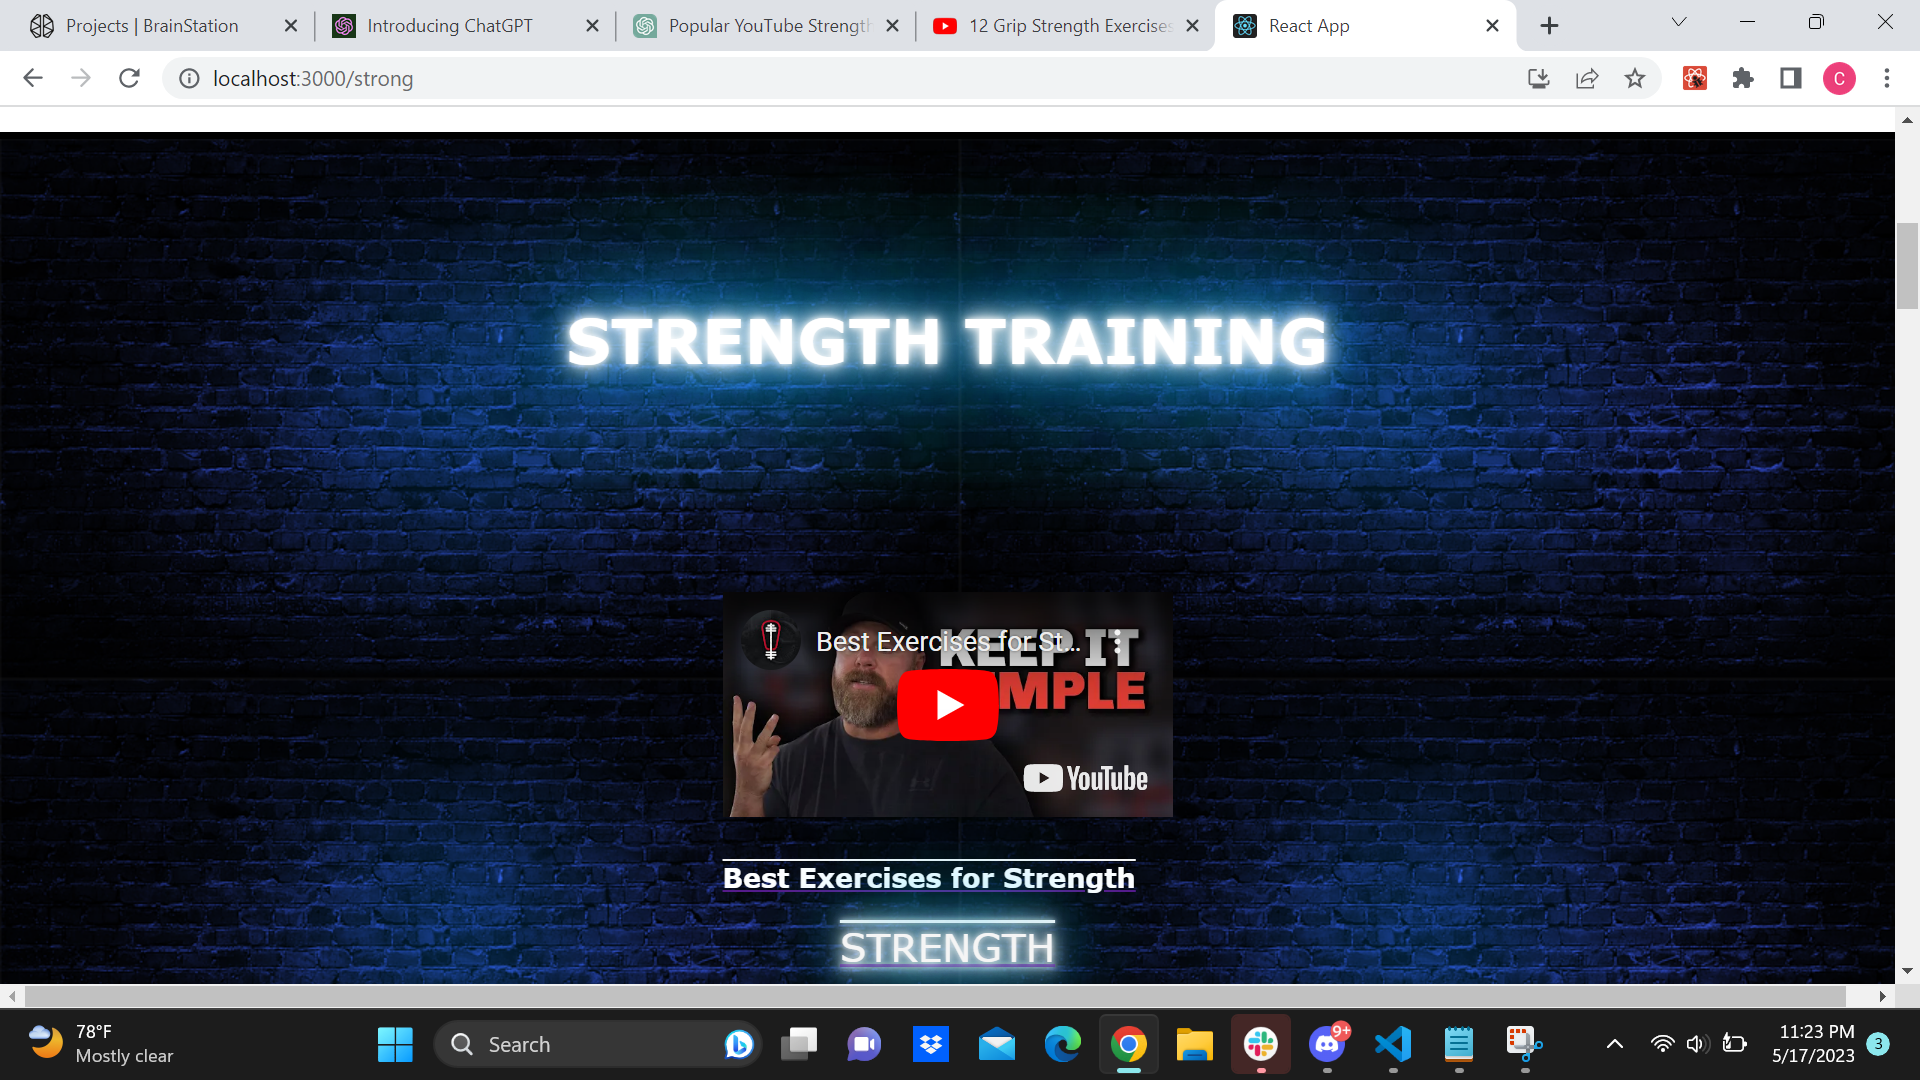 Projects | BrainStation
Introducing ChatGPT
Popular YouTube Strength
12 Grip Strength Exercises
React App
localhost:3000/strong
C
STRENGTH TRAINING
Best Exercises for St...
KEEP IT
MPLE
YouTube
Best Exercises for Strength
STRENGTH
78°F
Mostly clear
Search
9+
11:23 PM
5/17/2023
3